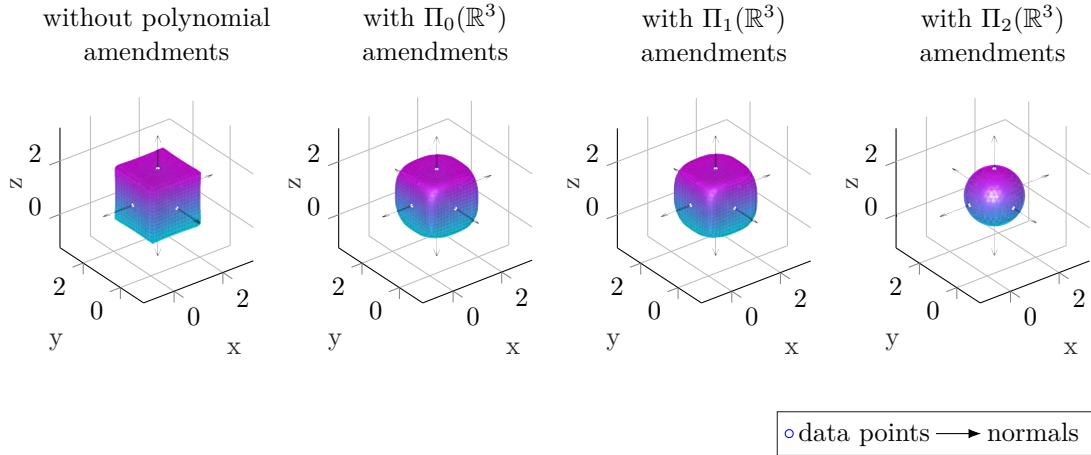 without polynomial
amendments
with Π₀(ℝ³)
amendments
with Π₁(ℝ³)
amendments
with Π₂(ℝ³)
amendments
2
0
z
2
0
y
0
2
x
2
0
z
2
0
y
0
2
x
2
0
z
2
0
y
0
2
x
2
0
z
2
0
y
0
2
x
data points
normals